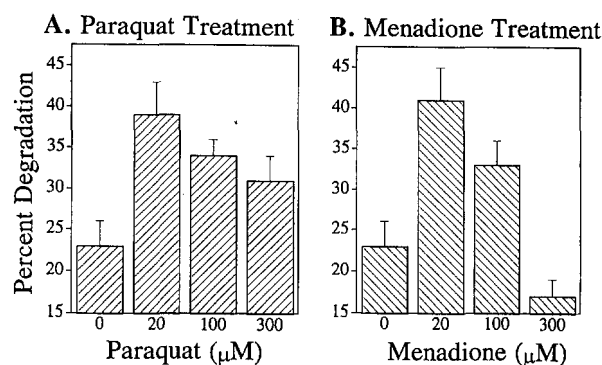 A. Paraquat Treatment
B. Menadione Treatment
Percent Degradation
45
40
35
30
25
20
15
0 20 100 300
Paraquat (μM)
45
40
35
30
25
20
15
0 20 100 300
Menadione (μM)